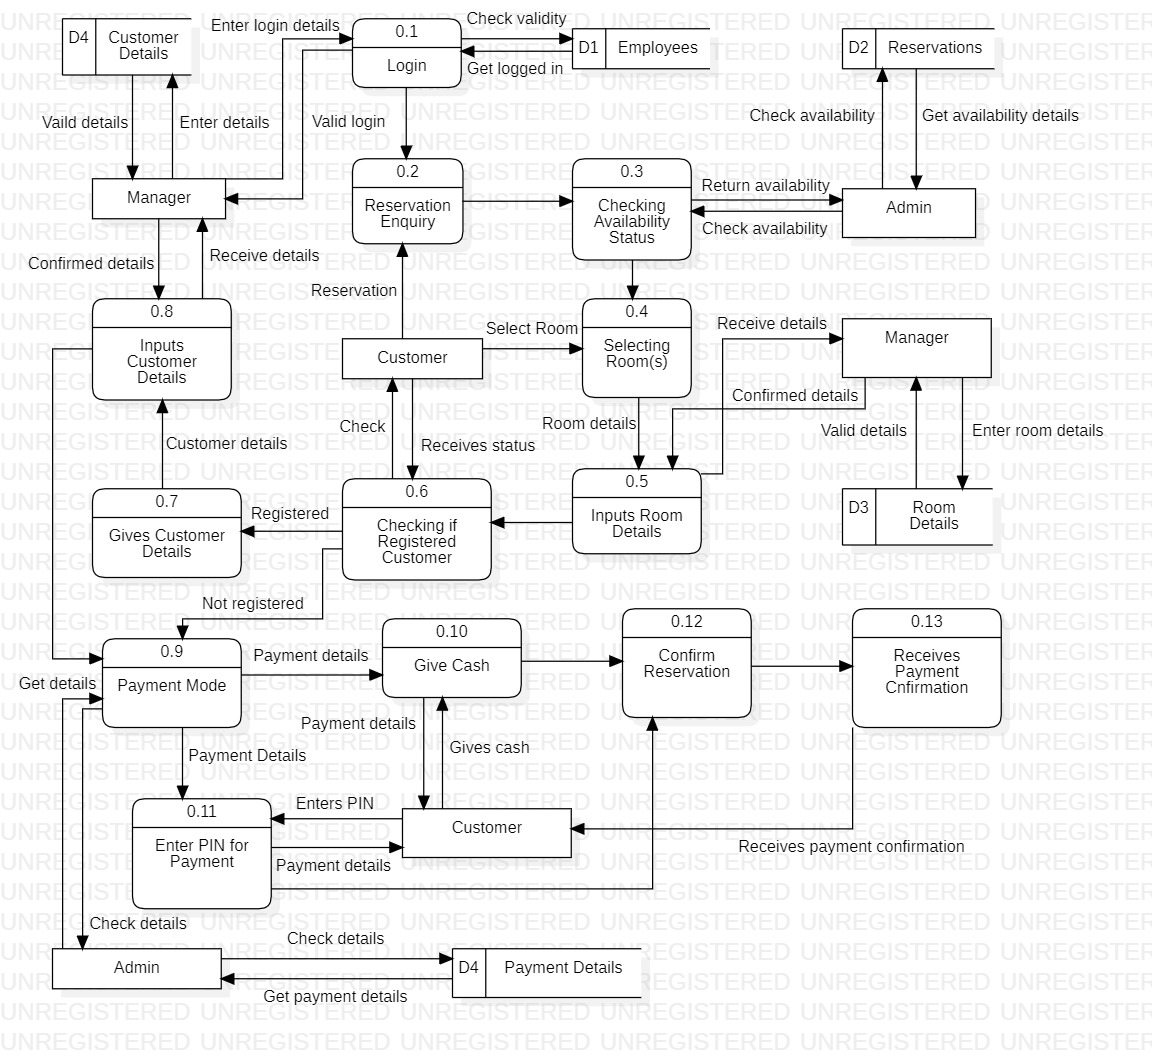 Enter login details
0.1
Login
Check validity
Get logged in
D1
Employees
D4
Customer
Details
D2
Reservations
Vaild details
Enter details
Valid login
Check availability
Get availability details
Manager
0.2
Reservation
Enquiry
0.3
Checking
Availability
Status
Return availability
Check availability
Admin
Confirmed details
Receive details
Reservation
0.8
Inputs
Customer
Details
Customer
Select Room
0.4
Selecting
Room(s)
Receive details
Manager
Confirmed details
Customer details
Check
Receives status
Room details
Valid details
Enter room details
0.7
Gives Customer
Details
Registered
0.6
Checking if
Registered
Customer
0.5
Inputs Room
Details
D3
Room
Details
Not registered
0.9
Payment Mode
Get details
Payment details
0.10
Give Cash
0.12
Confirm
Reservation
0.13
Receives
Payment
Cnfirmation
Payment details
Gives cash
Payment Details
0.11
Enter PIN for
Payment
Enters PIN
Payment details
Customer
Receives payment confirmation
Check details
Admin
Check details
Get payment details
D4
Payment Details
UNREGISTERED